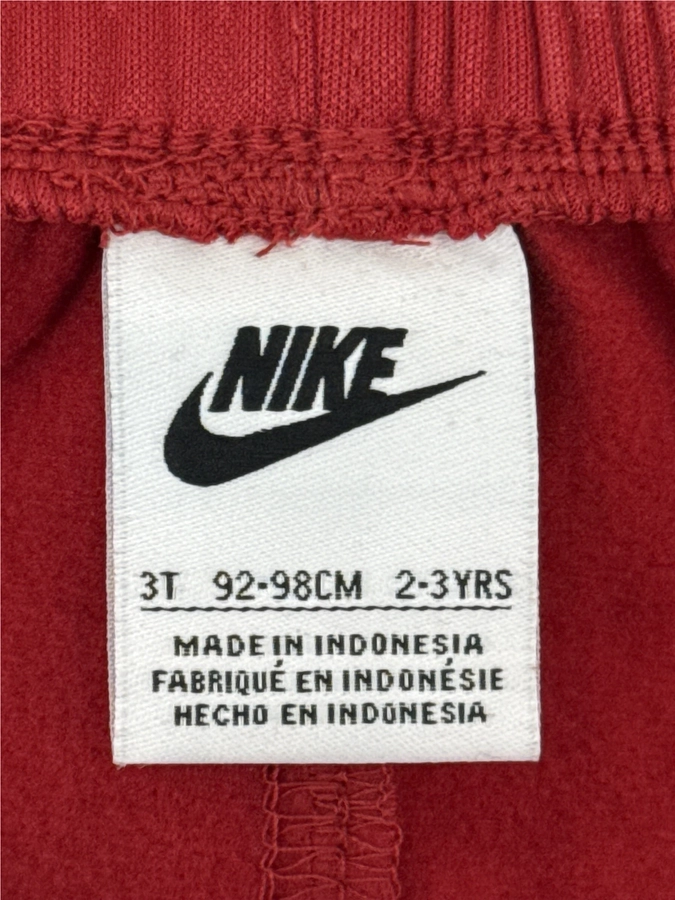 NIKE
3T 92-98CM 2-3YRS
MADE IN INDONESIA
FABRIQUÉ EN INDONÉSIE
HECHO EN INDONESIA